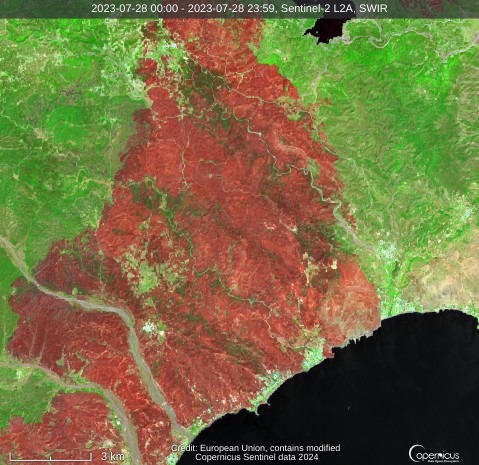 2023-07-28 00:00 - 2023-07-28 23:59, Sentinel-2 L2A, SWIR
3 km
Credit: European Union, contains modified
Copernicus Sentinel data 2024
opernicus